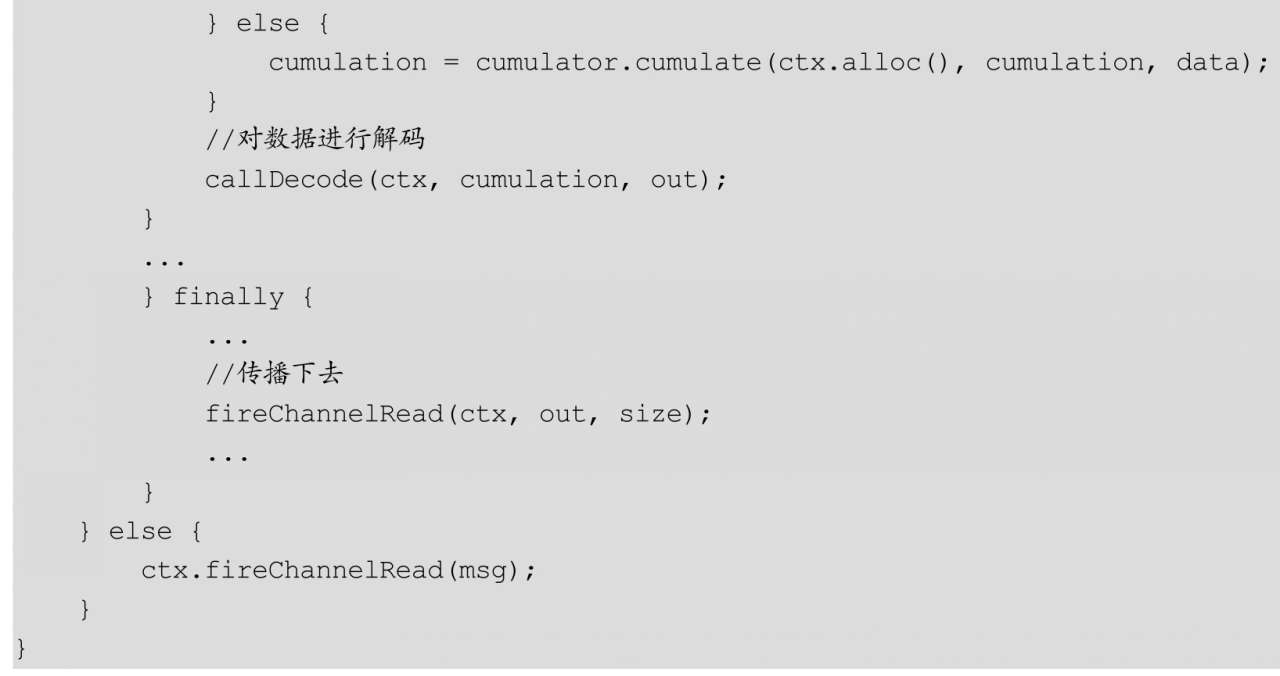 } else {
cumulation = cumulator.cumulate(ctx.alloc(), cumulation, data);
}
//对数据进行解码
callDecode(ctx, cumulation, out);
}
...
} finally {
...
//传播下去
fireChannelRead(ctx, out, size);
...
}
} else {
ctx.fireChannelRead(msg);
}
}